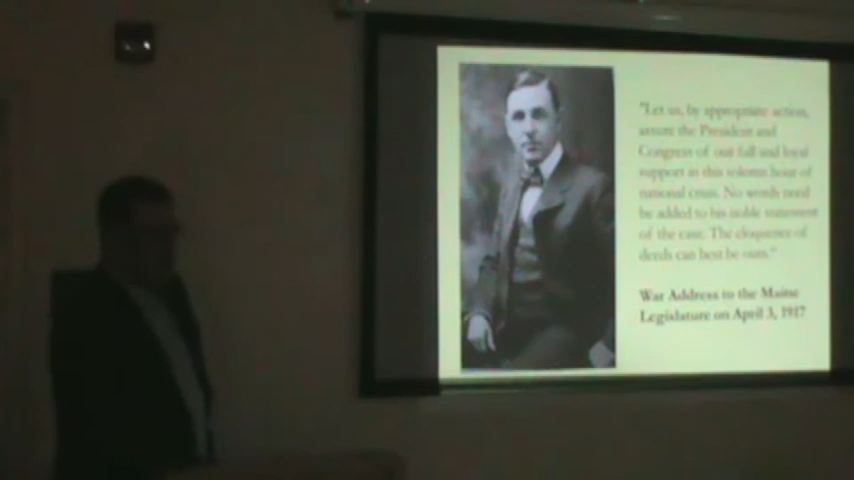 "Let us, by appropriate action,
assure the President and
Congress of our full and loyal
support in this solemn hour of
national crisis. No words need
be added to his noble statement
of the case. The eloquence of
deeds can best be ours."
War Address to the Maine
Legislature on April 3, 1917